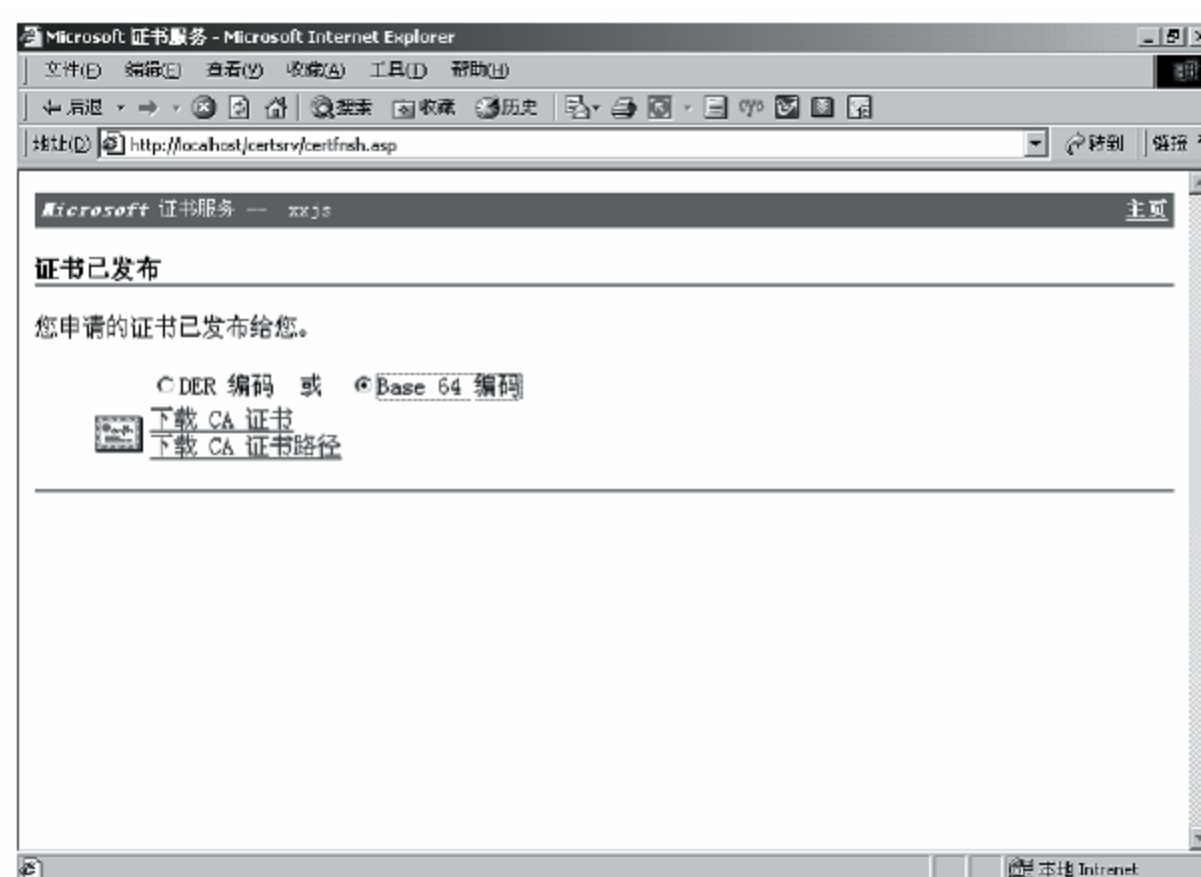 Microsoft 证书服务 - Microsoft Internet Explorer
文件(F) 编辑(E) 查看(V) 收藏(A) 工具(T) 帮助(H)
后退 搜索 收藏 历史
地址(D) http://localhost/certsrv/certfnsh.asp 转到 链接
Microsoft 证书服务 -- xxjs 主页
证书已发布
您申请的证书已发布给您。
DER 编码 或 Base 64 编码
下载 CA 证书
下载 CA 证书路径
本地 Intranet